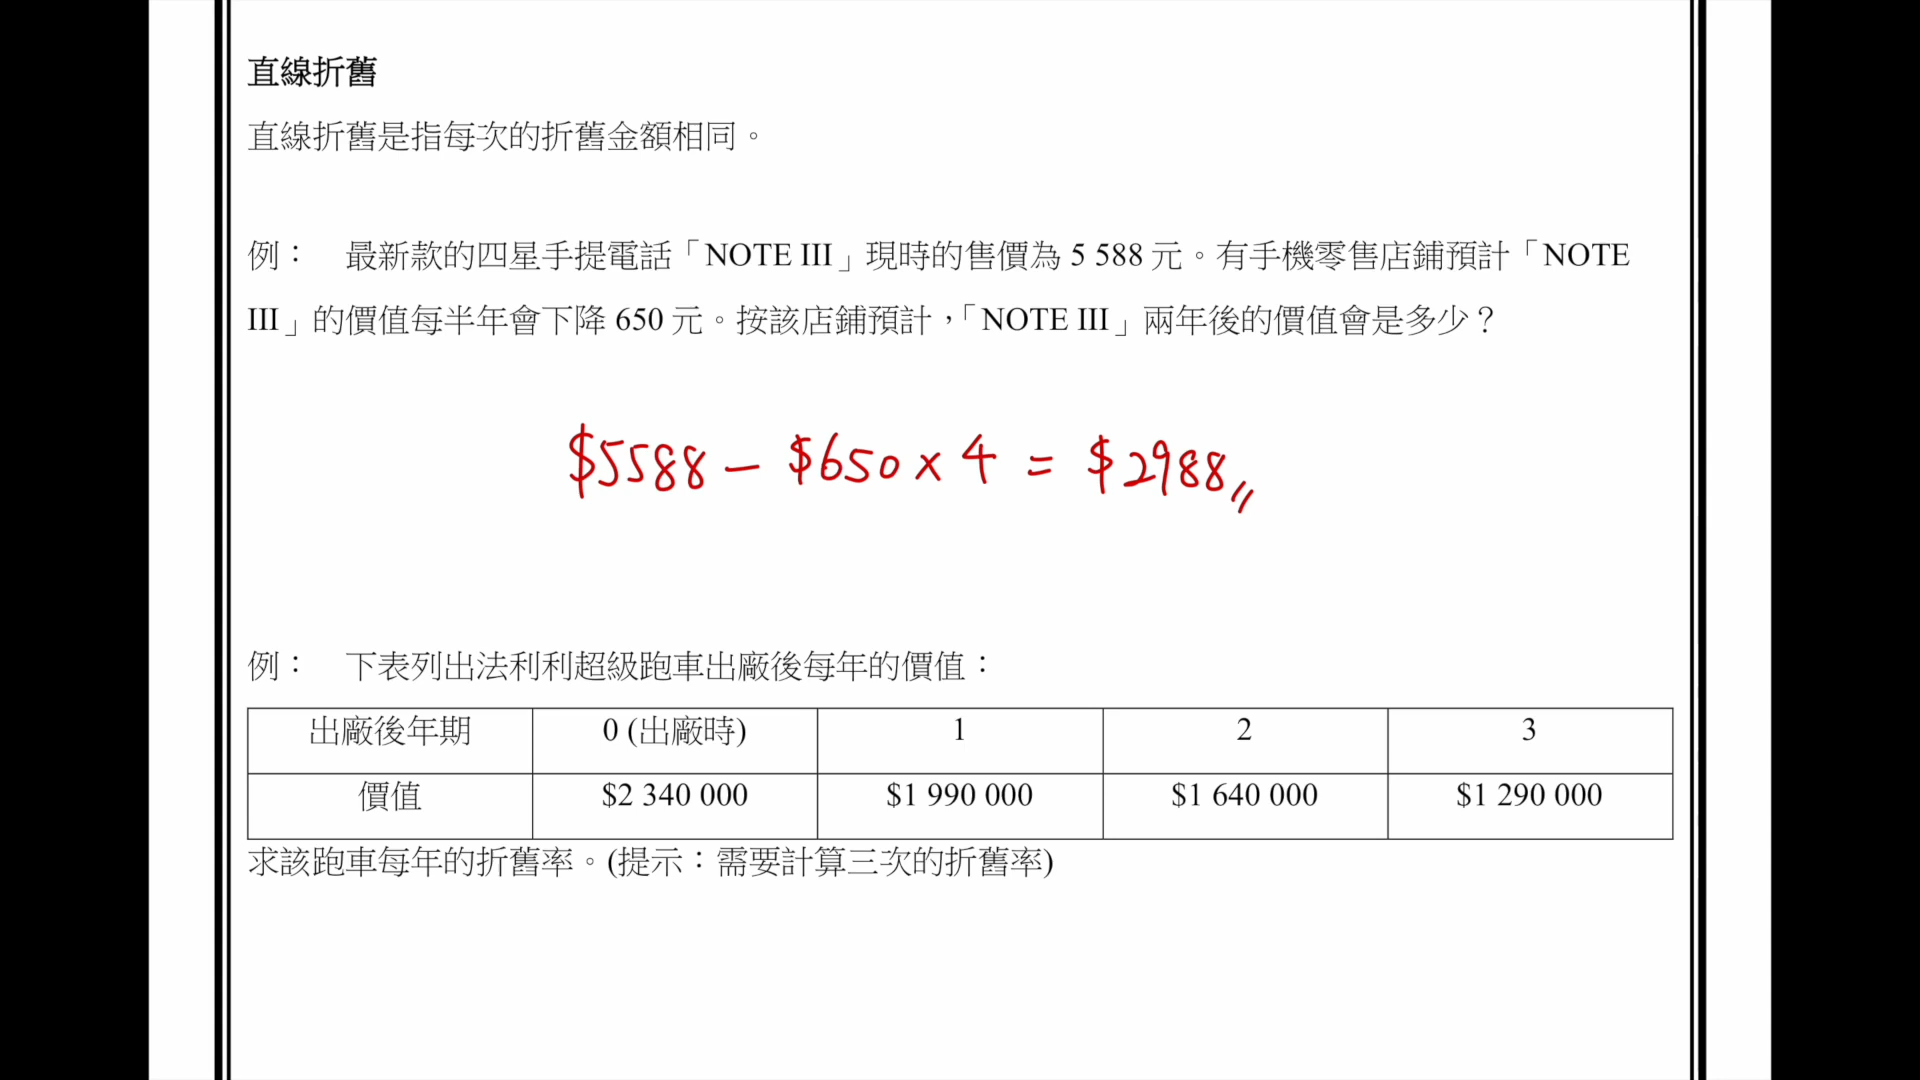 直線折舊
直線折舊是指每次的折舊金額相同。
例： 最新款的四星手提電話「NOTE III」現時的售價為 5 588 元。有手機零售店鋪預計「NOTE
III」的價值每半年會下降 650 元。按該店鋪預計，「NOTE III」兩年後的價值會是多少？
$5588 - $650 × 4 = $2988
例： 下表列出法利利超級跑車出廠後每年的價值：
出廠後年期 0 (出廠時) 1 2 3
價值 $2 340 000 $1 990 000 $1 640 000 $1 290 000
求該跑車每年的折舊率。(提示：需要計算三次的折舊率)